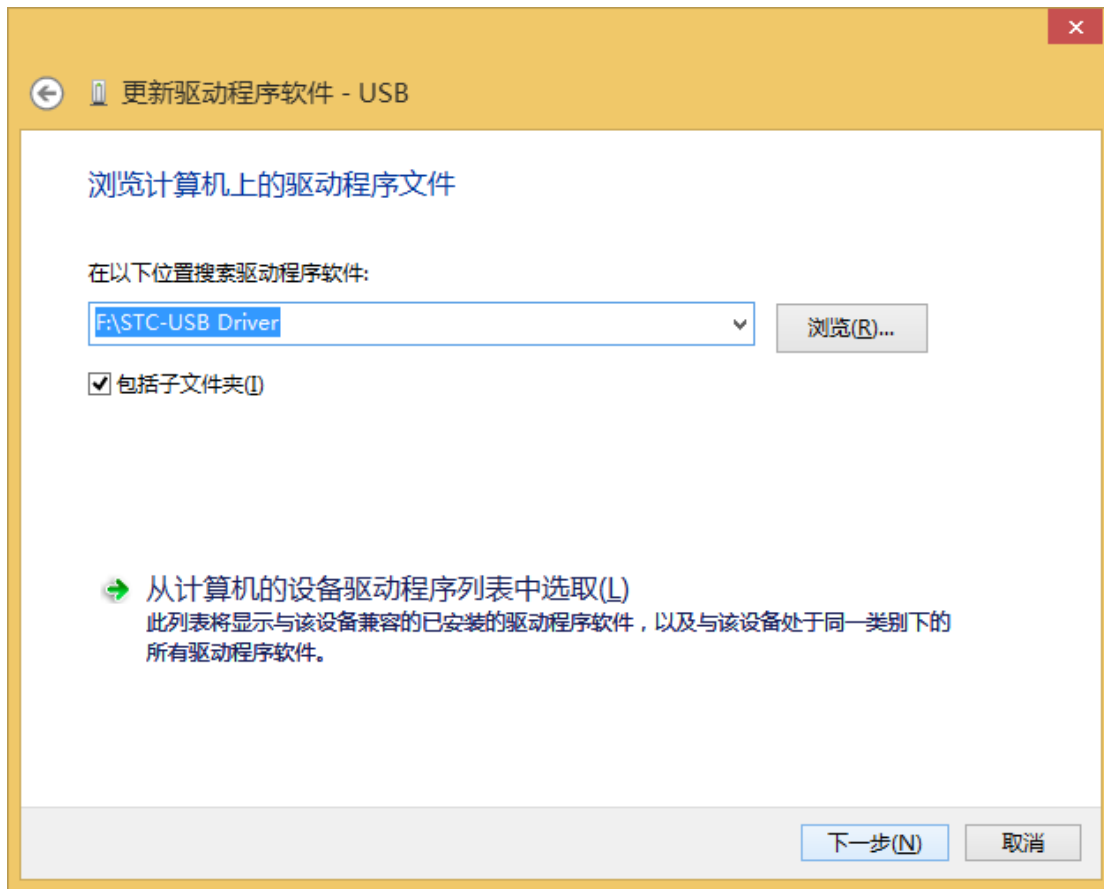 更新驱动程序软件 - USB
浏览计算机上的驱动程序文件
在以下位置搜索驱动程序软件:
F:\STC-USB Driver
浏览(R)...
包括子文件夹(I)
从计算机的设备驱动程序列表中选取(L)
此列表将显示与该设备兼容的已安装的驱动程序软件，以及与该设备处于同一类别下的
所有驱动程序软件。
下一步(N)
取消